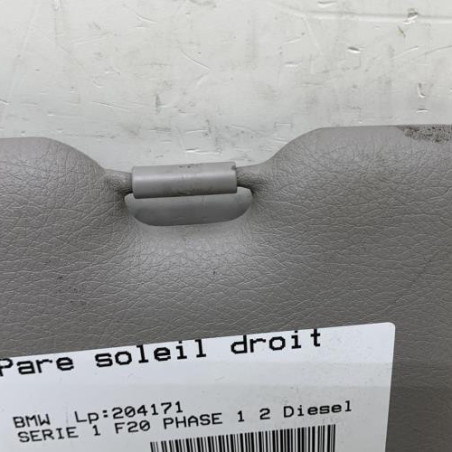 Pare soleil droit
BMW Lp:204171
SERIE 1 F20 PHASE 1 2 Diesel